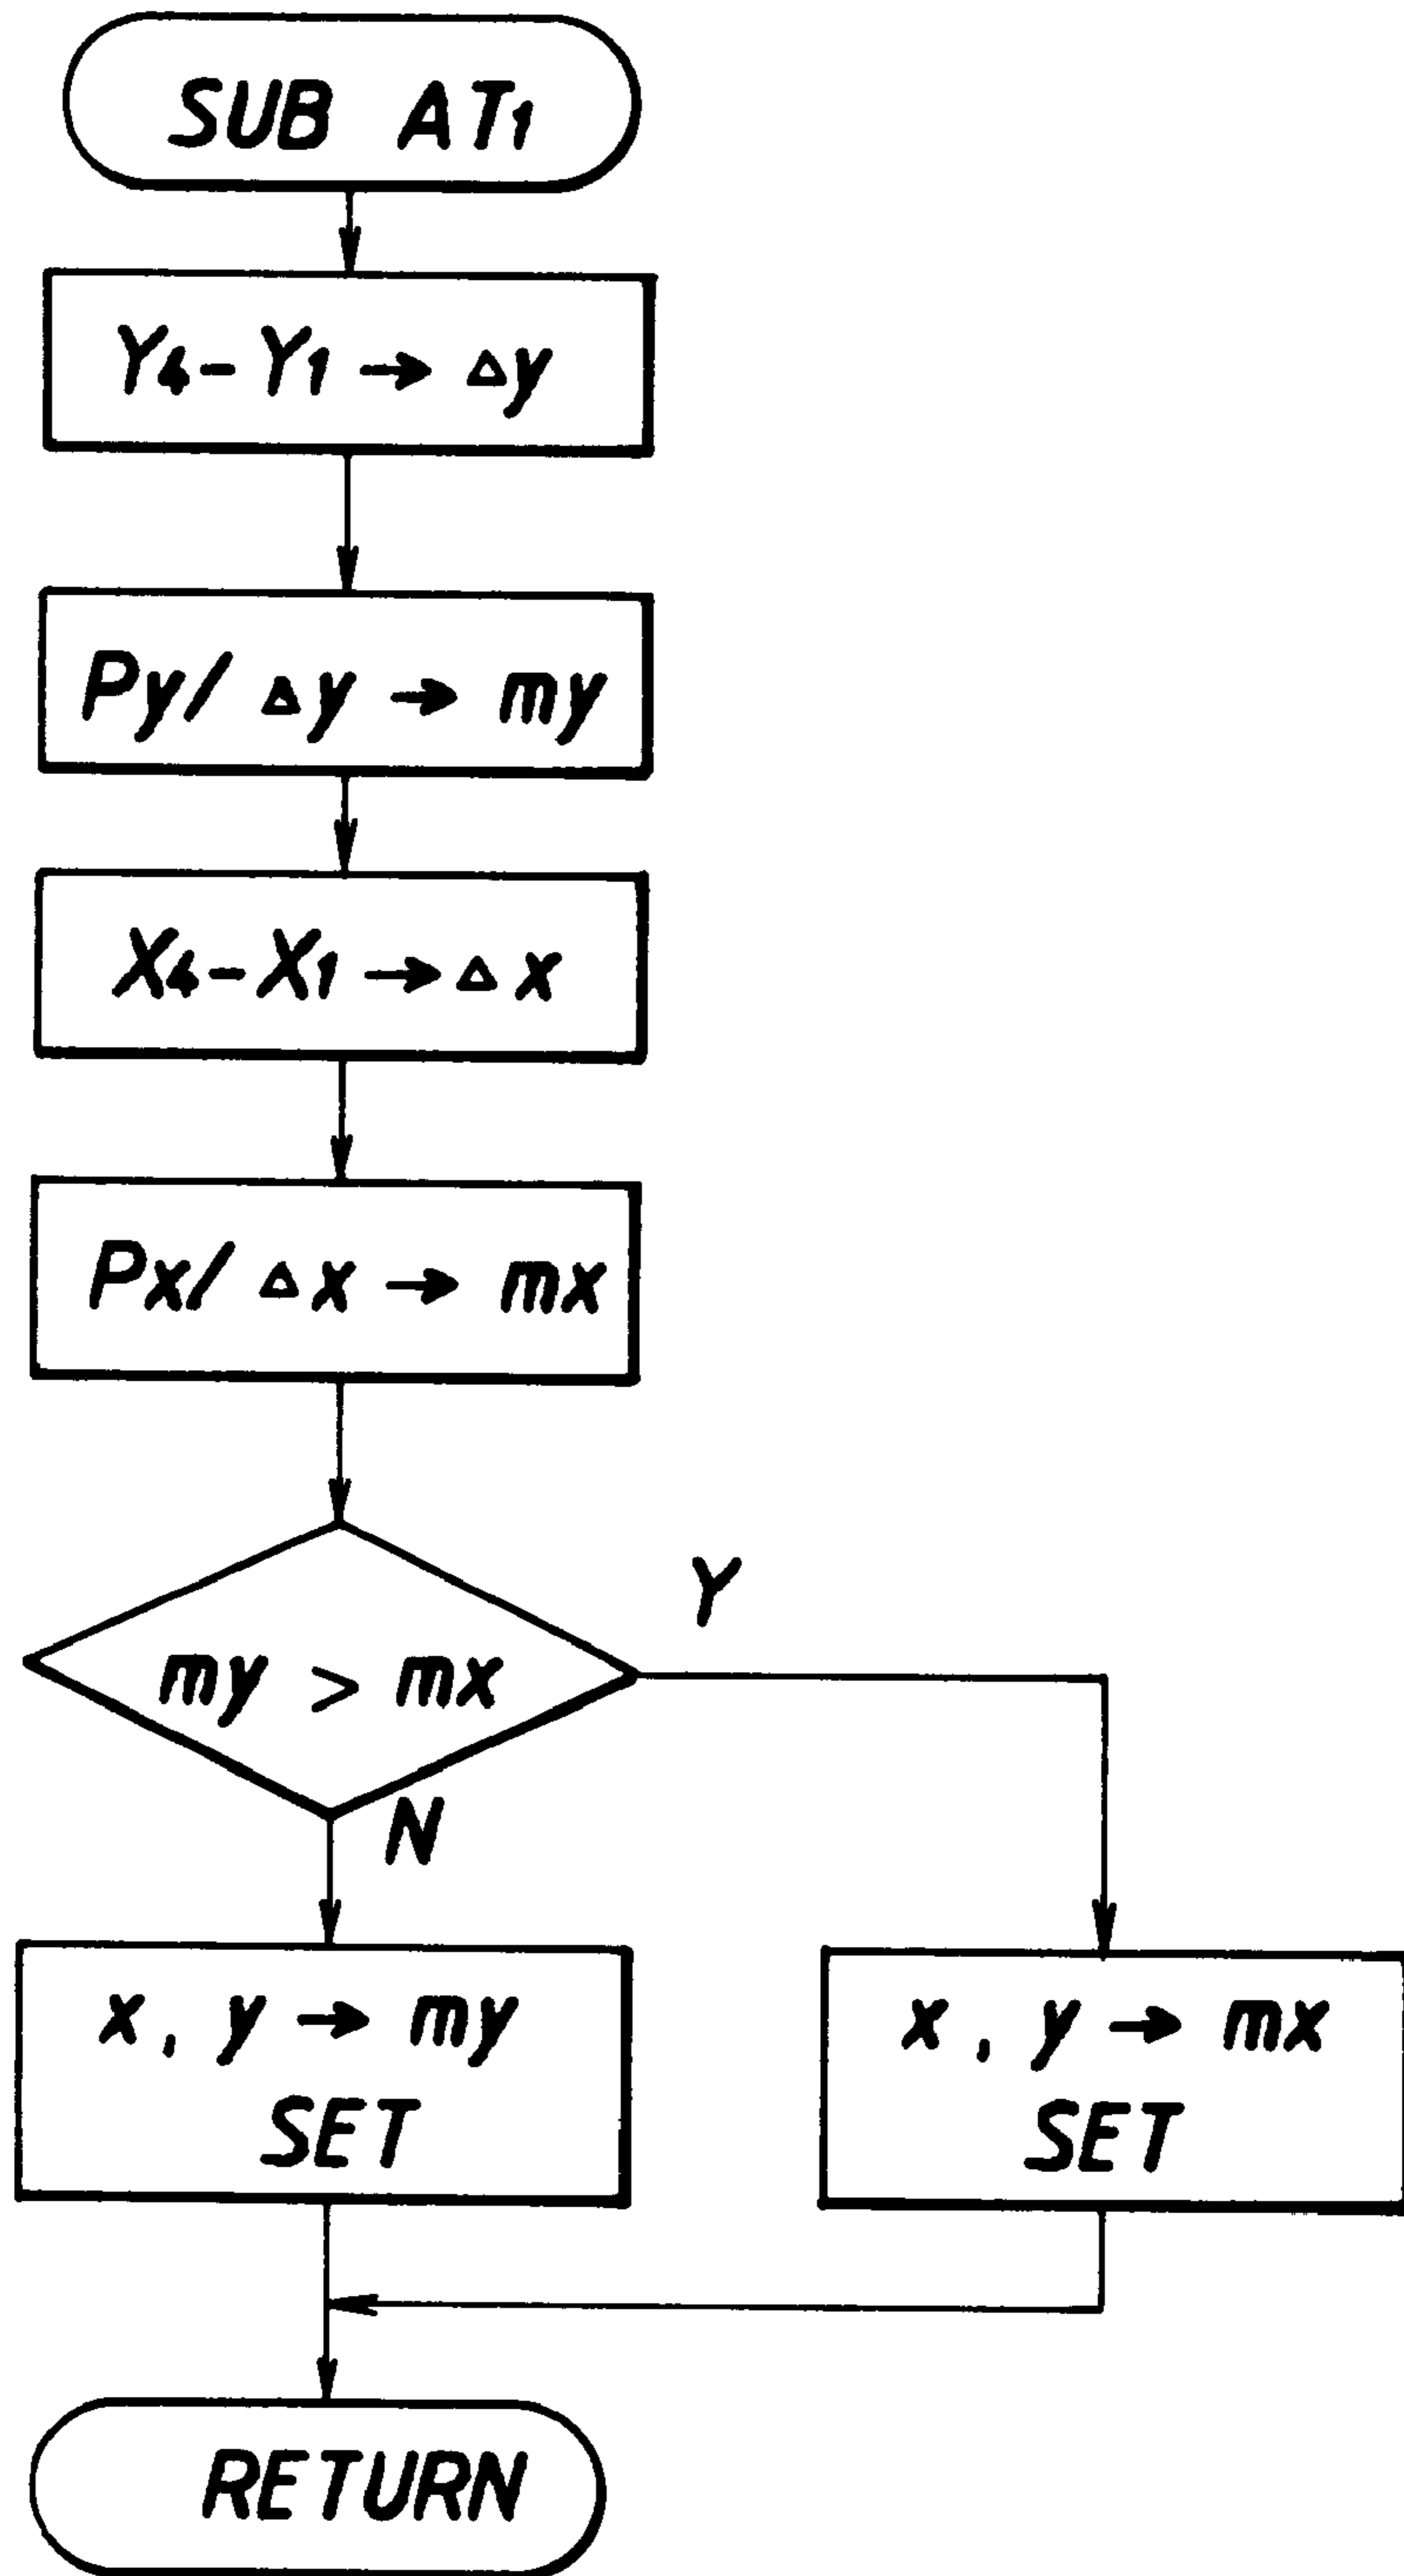 SUB AT1
Y4-Y1 → Δy
Py/ Δy → my
X4-X1 → Δx
Px/ Δx → mx
my > mx
Y
N
x, y → my
SET
x, y → mx
SET
RETURN